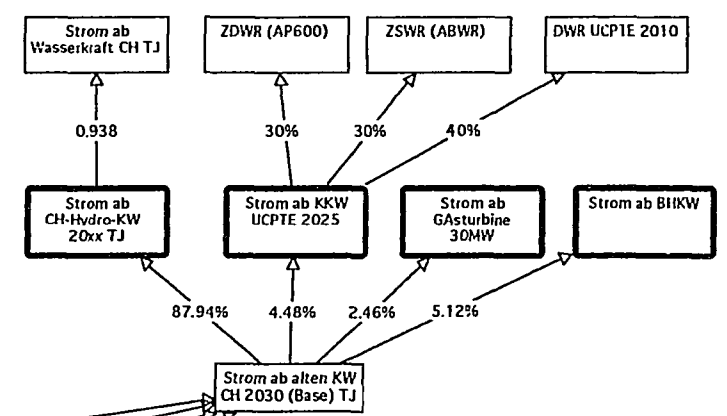 Strom ab
Wasserkraft CH TJ
ZDWR (AP600)
ZSWR (ABWR)
DWR UCPTE 2010
0.938
30%
30%
40%
Strom ab
CH-Hydro-KW
20xx TJ
Strom ab KKW
UCPTE 2025
Strom ab
GAsturbine
30MW
Strom ab BHKW
87.94%
4.48%
2.46%
5.12%
Strom ab alten KW
CH 2030 (Base) TJ